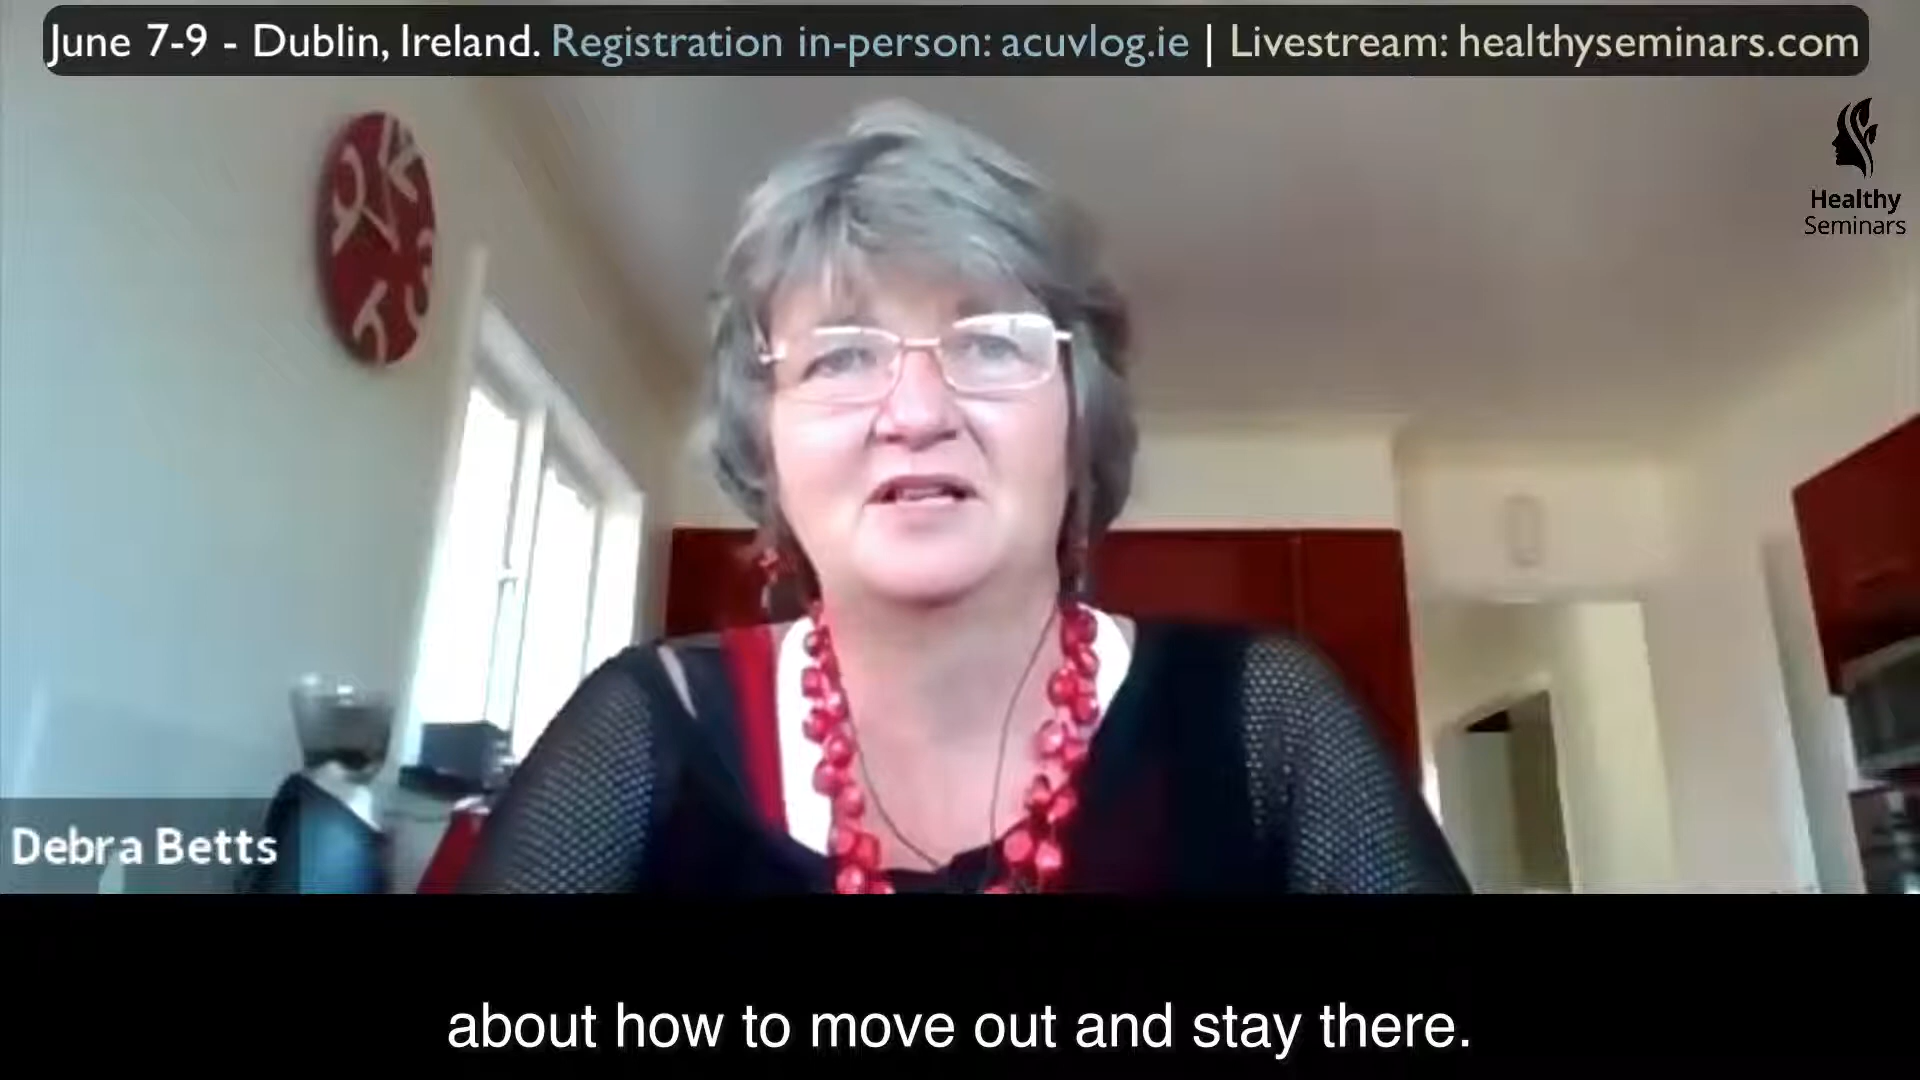 June 7-9 - Dublin, Ireland. Registration in-person: acuvlog.ie | Livestream: healthyseminars.com
Healthy
Seminars
Debra Betts
about how to move out and stay there.